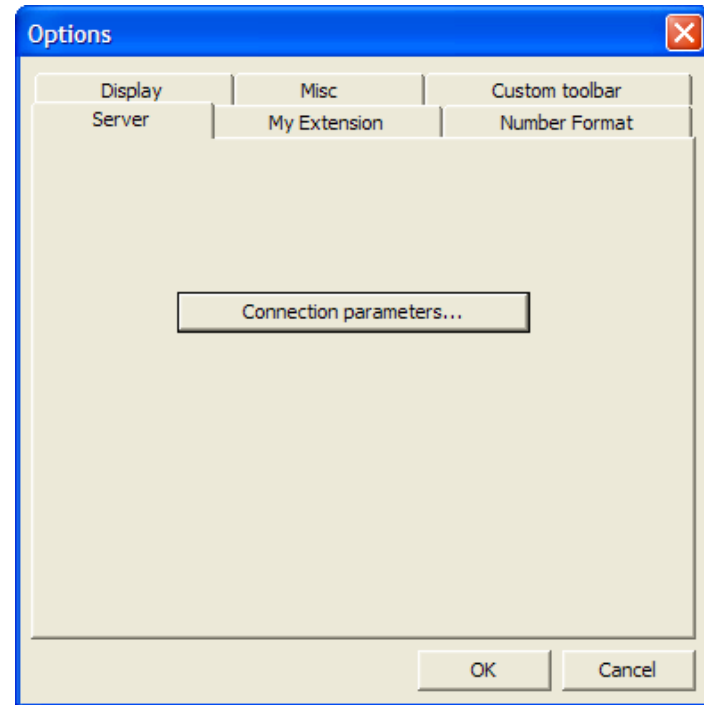 Options
Display Misc Custom toolbar
Server My Extension Number Format
Connection parameters...
OK Cancel